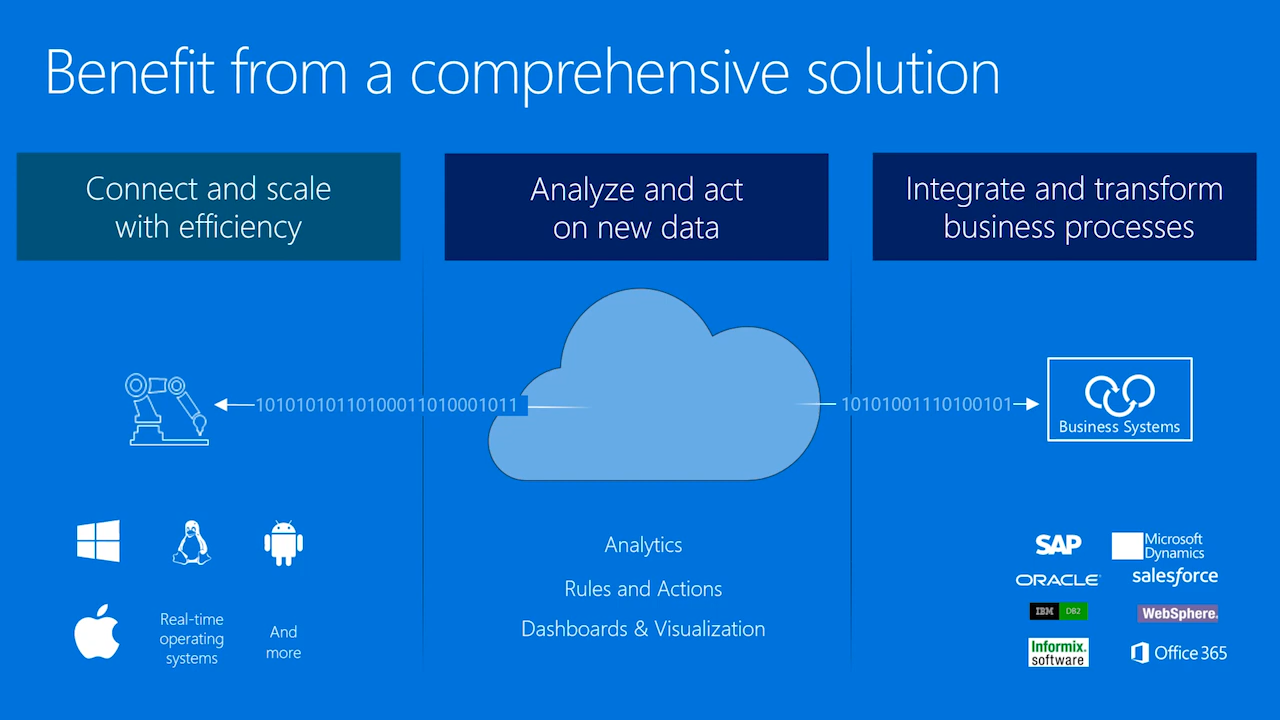 Benefit from a comprehensive solution
Connect and scale
with efficiency
Analyze and act
on new data
Integrate and transform
business processes
10101010110100011010001011
10101001110100101
Business Systems
Analytics
Rules and Actions
Dashboards & Visualization
Real-time
operating
systems
And
more
SAP
Microsoft
Dynamics
ORACLE
salesforce
IBM DB2
WebSphere.
Informix.
software
Office 365